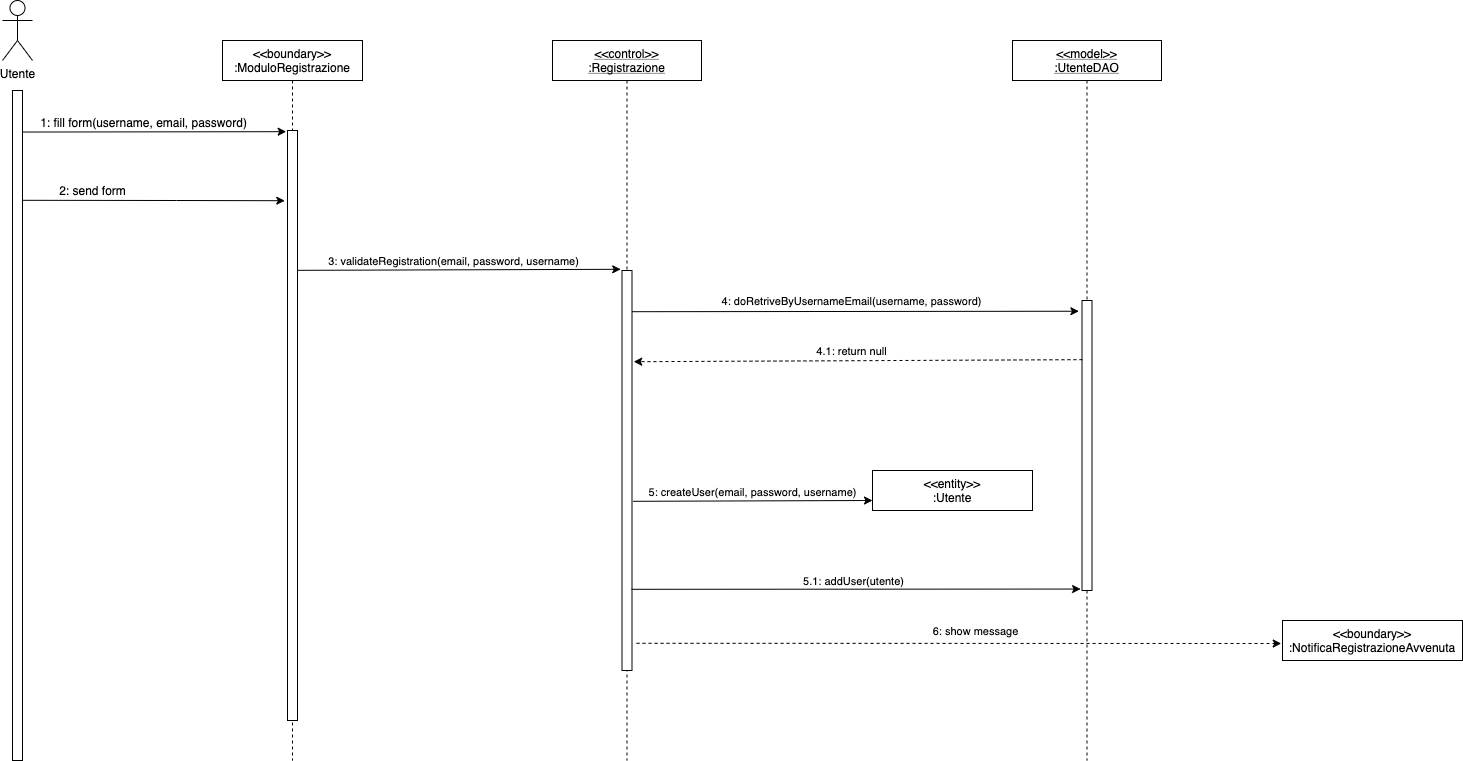 Utente
<<boundary>>
:ModuloRegistrazione
<<control>>
:Registrazione
<<model>>
:UtenteDAO
1: fill form(username, email, password)
2: send form
3: validateRegistration(email, password, username)
4: doRetriveByUsernameEmail(username, password)
4.1: return null
5: createUser(email, password, username)
<<entity>>
:Utente
5.1: addUser(utente)
6: show message
<<boundary>>
:NotificaRegistrazioneAvvenuta